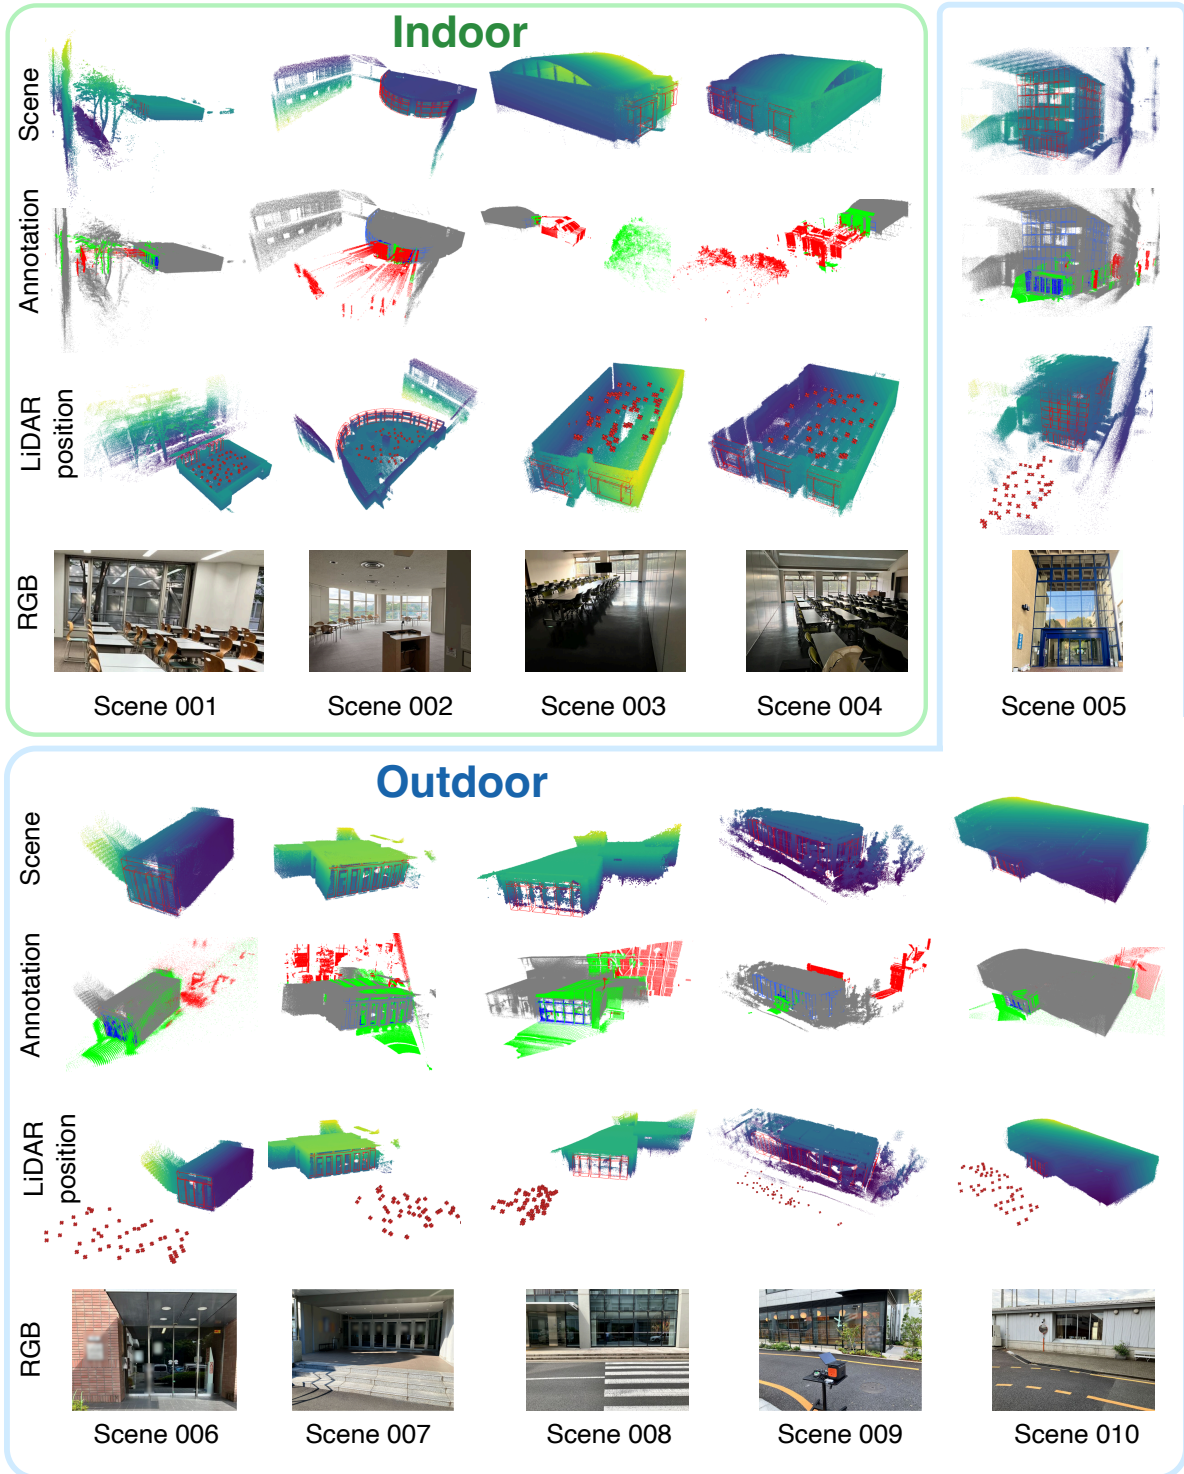 Indoor
Scene
Annotation
LiDAR
position
RGB
Scene 001
Scene 002
Scene 003
Scene 004
Scene 005
Outdoor
Scene
Annotation
LiDAR
position
RGB
Scene 006
Scene 007
Scene 008
Scene 009
Scene 010